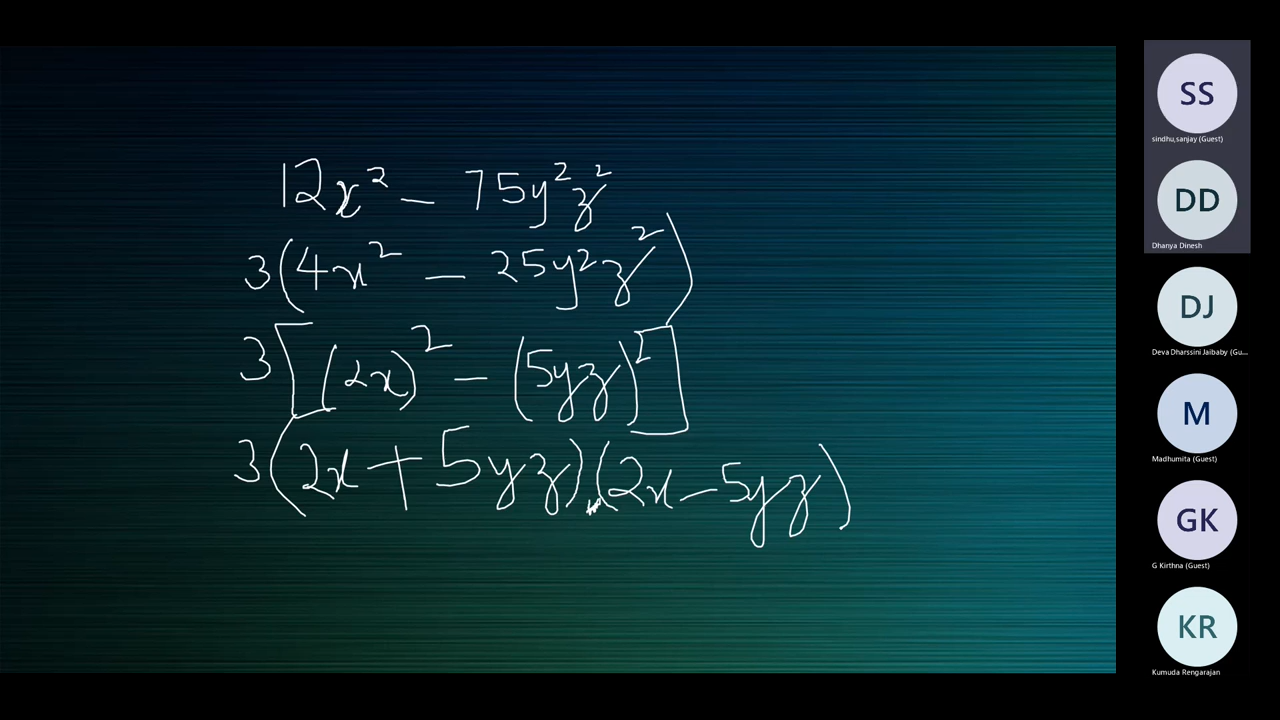 12x² - 75y²z²
3(4x² - 25y²z²)
3[(2x)² - (5yz)²]
3(2x + 5yz)(2x - 5yz)
SS
sindhu,sanjay (Guest)
DD
Dhanya Dinesh
DJ
Deva Dharssini Jaibaby (Gu...
M
Madhumita (Guest)
GK
G Kirthna (Guest)
KR
Kumuda Rengarajan